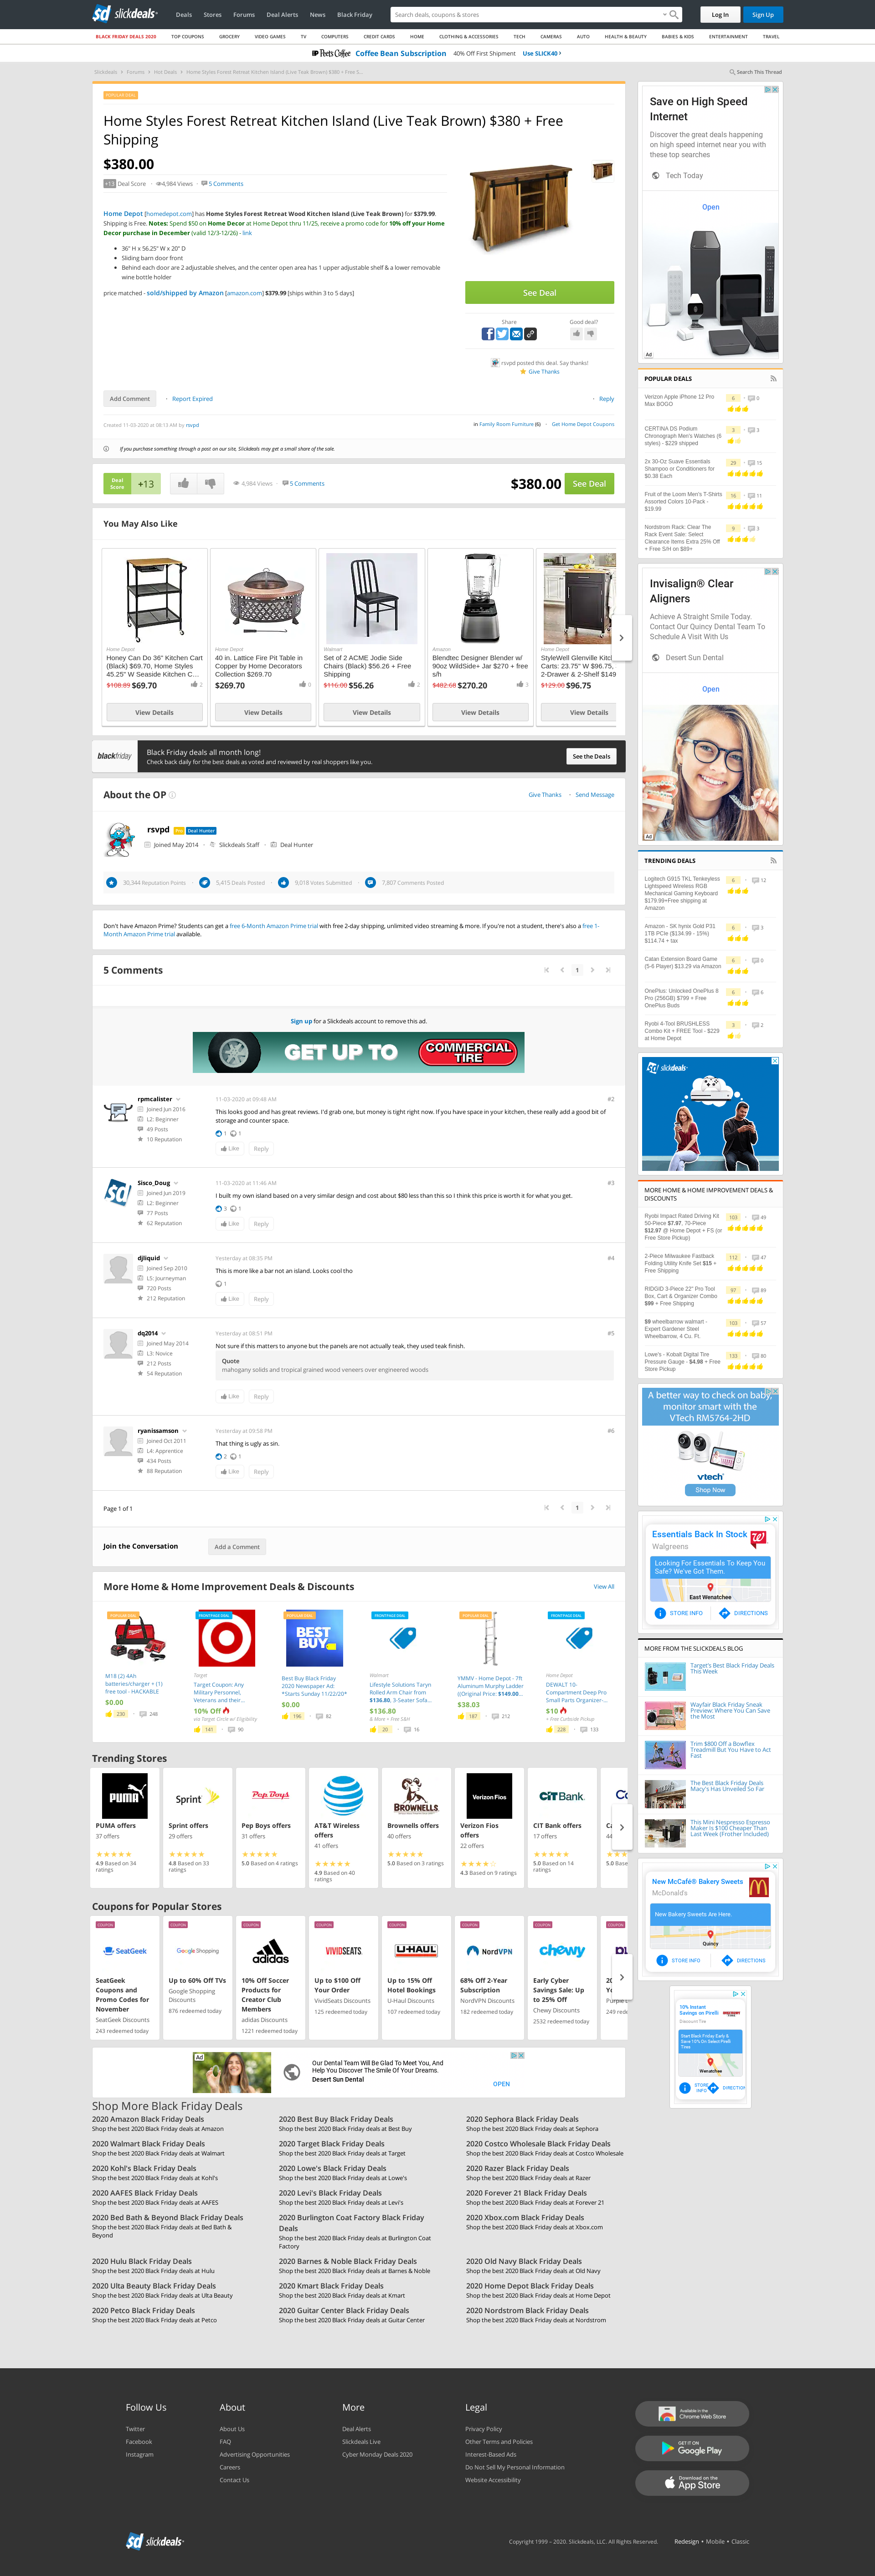 slickdeals
Deals Stores Forums Deal Alerts News Black Friday
Search deals, coupons & stores
Log In
Sign Up
BLACK FRIDAY DEALS 2020 TOP COUPONS GROCERY VIDEO GAMES TV COMPUTERS CREDIT CARDS HOME CLOTHING & ACCESSORIES TECH CAMERAS AUTO HEALTH & BEAUTY BABIES & KIDS ENTERTAINMENT TRAVEL
Peet's Coffee Coffee Bean Subscription 40% Off First Shipment Use SLICK40 >
Slickdeals > Forums > Hot Deals > Home Styles Forest Retreat Kitchen Island (Live Teak Brown) $380 + Free S...
Search This Thread
POPULAR DEAL
Home Styles Forest Retreat Kitchen Island (Live Teak Brown) $380 + Free
Shipping
$380.00
+13 Deal Score 4,984 Views 5 Comments
Home Depot [homedepot.com] has Home Styles Forest Retreat Wood Kitchen Island (Live Teak Brown) for $379.99.
Shipping is Free. Notes: Spend $50 on Home Decor at Home Depot thru 11/25, receive a promo code for 10% off your Home
Decor purchase in December (valid 12/3-12/26) - link
36" H x 56.25" W x 20" D
Sliding barn door front
Behind each door are 2 adjustable shelves, and the center open area has 1 upper adjustable shelf & a lower removable
wine bottle holder
price matched - sold/shipped by Amazon [amazon.com] $379.99 [ships within 3 to 5 days]
See Deal
Share
Good deal?
rsvpd posted this deal. Say thanks!
Give Thanks
Add Comment
Report Expired
Reply
Created 11-03-2020 at 08:13 AM by rsvpd
in Family Room Furniture (6) Get Home Depot Coupons
If you purchase something through a post on our site, Slickdeals may get a small share of the sale.
Deal
Score
+13
4,984 Views 5 Comments
$380.00
See Deal
You May Also Like
Home Depot
Honey Can Do 36" Kitchen Cart
(Black) $69.70, Home Styles
45.25" W Seaside Kitchen C...
$108.89 $69.70 2
View Details
Home Depot
40 in. Lattice Fire Pit Table in
Copper by Home Decorators
Collection $269.70
$269.70 0
View Details
Walmart
Set of 2 ACME Jodie Side
Chairs (Black) $56.26 + Free
Shipping
$116.00 $56.26 2
View Details
Amazon
Blendtec Designer Blender w/
90oz WildSide+ Jar $270 + free
s/h
$482.68 $270.20 3
View Details
Home Depot
StyleWell Glenville Kitc
Carts: 23.75" W $96.75,
2-Drawer & 2-Shelf $149
$129.00 $96.75
View Details
blackfriday
Black Friday deals all month long!
Check back daily for the best deals as voted and reviewed by real shoppers like you.
See the Deals
About the OP
Give Thanks Send Message
rsvpd Pro Deal Hunter
Joined May 2014 Slickdeals Staff Deal Hunter
30,344 Reputation Points 5,415 Deals Posted 9,018 Votes Submitted 7,807 Comments Posted
Don't have Amazon Prime? Students can get a free 6-Month Amazon Prime trial with free 2-day shipping, unlimited video streaming & more. If you're not a student, there's also a free 1-
Month Amazon Prime trial available.
5 Comments
1
Sign up for a Slickdeals account to remove this ad.
GET UP TO
COMMERCIAL
TIRE
rpmcalister
Joined Jun 2016
L2: Beginner
49 Posts
10 Reputation
11-03-2020 at 09:48 AM
#2
This looks good and has great reviews. I'd grab one, but money is tight right now. If you have space in your kitchen, these really add a good bit of
storage and counter space.
1 1
Like Reply
Sisco_Doug
Joined Jun 2019
L2: Beginner
77 Posts
62 Reputation
11-03-2020 at 11:46 AM
#3
I built my own island based on a very similar design and cost about $80 less than this so I think this price is worth it for what you get.
3 1
Like Reply
djliquid
Joined Sep 2010
L5: Journeyman
720 Posts
212 Reputation
Yesterday at 08:35 PM
#4
This is more like a bar not an island. Looks cool tho
1
Like Reply
dq2014
Joined May 2014
L3: Novice
212 Posts
54 Reputation
Yesterday at 08:51 PM
#5
Not sure if this matters to anyone but the panels are not actually teak, they used teak finish.
Quote
mahogany solids and tropical grained wood veneers over engineered woods
Like Reply
ryanissamson
Joined Oct 2011
L4: Apprentice
434 Posts
88 Reputation
Yesterday at 09:58 PM
#6
That thing is ugly as sin.
2 1
Like Reply
Page 1 of 1
1
Join the Conversation
Add a Comment
More Home & Home Improvement Deals & Discounts
View All
POPULAR DEAL
M18 (2) 4Ah
batteries/charger + (1)
free tool - HACKABLE
$0.00
230 248
FRONTPAGE DEAL
Target
Target Coupon: Any
Military Personnel,
Veterans and their...
10% Off
via Target Circle w/ Eligibility
141 90
POPULAR DEAL
BEST
BUY
Best Buy Black Friday
2020 Newspaper Ad
*Starts Sunday 11/22/20*
$0.00
196 82
FRONTPAGE DEAL
Walmart
Lifestyle Solutions Taryn
Rolled Arm Chair from
$136.80, 3-Seater Sofa...
$136.80
& More + Free S&H
20 16
POPULAR DEAL
YMMV - Home Depot - 7ft
Aluminum Murphy Ladder
((Original Price: $149.00...
$38.03
187 212
FRONTPAGE DEAL
Home Depot
DEWALT 10-
Compartment Deep Pro
Small Parts Organizer-...
$10
+ Free Curbside Pickup
228 133
Trending Stores
PUMA
PUMA offers
37 offers
4.9 Based on 34
ratings
Sprint
Sprint offers
29 offers
4.8 Based on 33
ratings
Pep Boys
Pep Boys offers
31 offers
5.0 Based on 4 ratings
AT&T
AT&T Wireless
offers
41 offers
4.9 Based on 40
ratings
BROWNELLS
Brownells offers
40 offers
5.0 Based on 3 ratings
Verizon Fios
Verizon Fios
offers
22 offers
4.3 Based on 9 ratings
CIT BANK
CIT Bank offers
17 offers
5.0 Based on 14
ratings
Co
Ca
44
5.0 Base
Coupons for Popular Stores
COUPON
SeatGeek
SeatGeek
Coupons and
Promo Codes for
November
SeatGeek Discounts
243 redeemed today
COUPON
Google Shopping
Up to 60% Off TVs
Google Shopping
Discounts
876 redeemed today
COUPON
adidas
10% Off Soccer
Products for
Creator Club
Members
adidas Discounts
1221 redeemed today
COUPON
VIVIDSEATS
Up to $100 Off
Your Order
VividSeats Discounts
125 redeemed today
COUPON
U-HAUL
Up to 15% Off
Hotel Bookings
U-Haul Discounts
107 redeemed today
COUPON
NordVPN
68% Off 2-Year
Subscription
NordVPN Discounts
182 redeemed today
COUPON
chewy
Early Cyber
Savings Sale: Up
to 25% Off
Chewy Discounts
2532 redeemed today
COUPON
20
Yo
249 rede
Ad
Our Dental Team Will Be Glad To Meet You, And
Help You Discover The Smile Of Your Dreams.
Desert Sun Dental
OPEN
Shop More Black Friday Deals
2020 Amazon Black Friday Deals
Shop the best 2020 Black Friday deals at Amazon
2020 Best Buy Black Friday Deals
Shop the best 2020 Black Friday deals at Best Buy
2020 Sephora Black Friday Deals
Shop the best 2020 Black Friday deals at Sephora
2020 Walmart Black Friday Deals
Shop the best 2020 Black Friday deals at Walmart
2020 Target Black Friday Deals
Shop the best 2020 Black Friday deals at Target
2020 Costco Wholesale Black Friday Deals
Shop the best 2020 Black Friday deals at Costco Wholesale
2020 Kohl's Black Friday Deals
Shop the best 2020 Black Friday deals at Kohl's
2020 Lowe's Black Friday Deals
Shop the best 2020 Black Friday deals at Lowe's
2020 Razer Black Friday Deals
Shop the best 2020 Black Friday deals at Razer
2020 AAFES Black Friday Deals
Shop the best 2020 Black Friday deals at AAFES
2020 Levi's Black Friday Deals
Shop the best 2020 Black Friday deals at Levi's
2020 Forever 21 Black Friday Deals
Shop the best 2020 Black Friday deals at Forever 21
2020 Bed Bath & Beyond Black Friday Deals
Shop the best 2020 Black Friday deals at Bed Bath &
Beyond
2020 Burlington Coat Factory Black Friday
Deals
Shop the best 2020 Black Friday deals at Burlington Coat
Factory
2020 Xbox.com Black Friday Deals
Shop the best 2020 Black Friday deals at Xbox.com
2020 Hulu Black Friday Deals
Shop the best 2020 Black Friday deals at Hulu
2020 Barnes & Noble Black Friday Deals
Shop the best 2020 Black Friday deals at Barnes & Noble
2020 Old Navy Black Friday Deals
Shop the best 2020 Black Friday deals at Old Navy
2020 Ulta Beauty Black Friday Deals
Shop the best 2020 Black Friday deals at Ulta Beauty
2020 Kmart Black Friday Deals
Shop the best 2020 Black Friday deals at Kmart
2020 Home Depot Black Friday Deals
Shop the best 2020 Black Friday deals at Home Depot
2020 Petco Black Friday Deals
Shop the best 2020 Black Friday deals at Petco
2020 Guitar Center Black Friday Deals
Shop the best 2020 Black Friday deals at Guitar Center
2020 Nordstrom Black Friday Deals
Shop the best 2020 Black Friday deals at Nordstrom
Save on High Speed
Internet
Discover the great deals happening
on high speed internet near you with
these top searches
Tech Today
Open
Ad
POPULAR DEALS
Verizon Apple iPhone 12 Pro
Max BOGO
6 0
CERTINA DS Podium
Chronograph Men's Watches (6
styles) - $229 shipped
3 3
2x 30-Oz Suave Essentials
Shampoo or Conditioners for
$0.38 Each
29 15
Fruit of the Loom Men's T-Shirts
Assorted Colors 10-Pack -
$19.99
16 11
Nordstrom Rack: Clear The
Rack Event Sale: Select
Clearance Items Extra 25% Off
+ Free S/H on $89+
9 3
Invisalign® Clear
Aligners
Achieve A Straight Smile Today.
Contact Our Quincy Dental Team To
Schedule A Visit With Us
Desert Sun Dental
Open
Ad
TRENDING DEALS
Logitech G915 TKL Tenkeyless
Lightspeed Wireless RGB
Mechanical Gaming Keyboard
$179.99+Free shipping at
Amazon
6 12
Amazon - SK hynix Gold P31
1TB PCIe ($134.99 - 15%)
$114.74 + tax
6 3
Catan Extension Board Game
(5-6 Player) $13.29 via Amazon
6 0
OnePlus: Unlocked OnePlus 8
Pro (256GB) $799 + Free
OnePlus Buds
6 6
Ryobi 4-Tool BRUSHLESS
Combo Kit + FREE Tool - $229
at Home Depot
3 2
slickdeals
MORE HOME & HOME IMPROVEMENT DEALS &
DISCOUNTS
Ryobi Impact Rated Driving Kit
50-Piece $7.97, 70-Piece
$12.97 @ Home Depot + FS (or
Free Store Pickup)
103 49
2-Piece Milwaukee Fastback
Folding Utility Knife Set $15 +
Free Shipping
112 47
RIDGID 3-Piece 22" Pro Tool
Box, Cart & Organizer Combo
$99 + Free Shipping
97 89
$9 wheelbarrow walmart -
Expert Gardener Steel
Wheelbarrow, 4 Cu. Ft.
103 57
Lowe's - Kobalt Digital Tire
Pressure Gauge - $4.98 + Free
Store Pickup
133 80
A better way to check on baby,
monitor smart with the
VTech RM5764-2HD
vtech
Shop Now
Essentials Back In Stock
Walgreens
Looking For Essentials To Keep You
Safe? We've Got Them.
East Wenatchee
STORE INFO DIRECTIONS
MORE FROM THE SLICKDEALS BLOG
Target's Best Black Friday Deals
This Week
Wayfair Black Friday Sneak
Preview: Where You Can Save
the Most
Trim $800 Off a Bowflex
Treadmill But You Have to Act
Fast
The Best Black Friday Deals
Macy's Has Unveiled So Far
This Mini Nespresso Espresso
Maker Is $100 Cheaper Than
Last Week (Frother Included)
New McCafé® Bakery Sweets
McDonald's
New Bakery Sweets Are Here.
Quincy
STORE INFO DIRECTIONS
10% Instant
Savings on Pirelli
Discount Tire
Start Black Friday Early &
Save 10% On Select Pirelli
Tires
Wenatchee
STORE
INFO
DIRECTION
Follow Us
Twitter
Facebook
Instagram
About
About Us
FAQ
Advertising Opportunities
Careers
Contact Us
More
Deal Alerts
Slickdeals Live
Cyber Monday Deals 2020
Legal
Privacy Policy
Other Terms and Policies
Interest-Based Ads
Do Not Sell My Personal Information
Website Accessibility
Available in the
Chrome Web Store
GET IT ON
Google Play
Download on the
App Store
slickdeals
Copyright 1999 - 2020. Slickdeals, LLC. All Rights Reserved. Redesign • Mobile • Classic